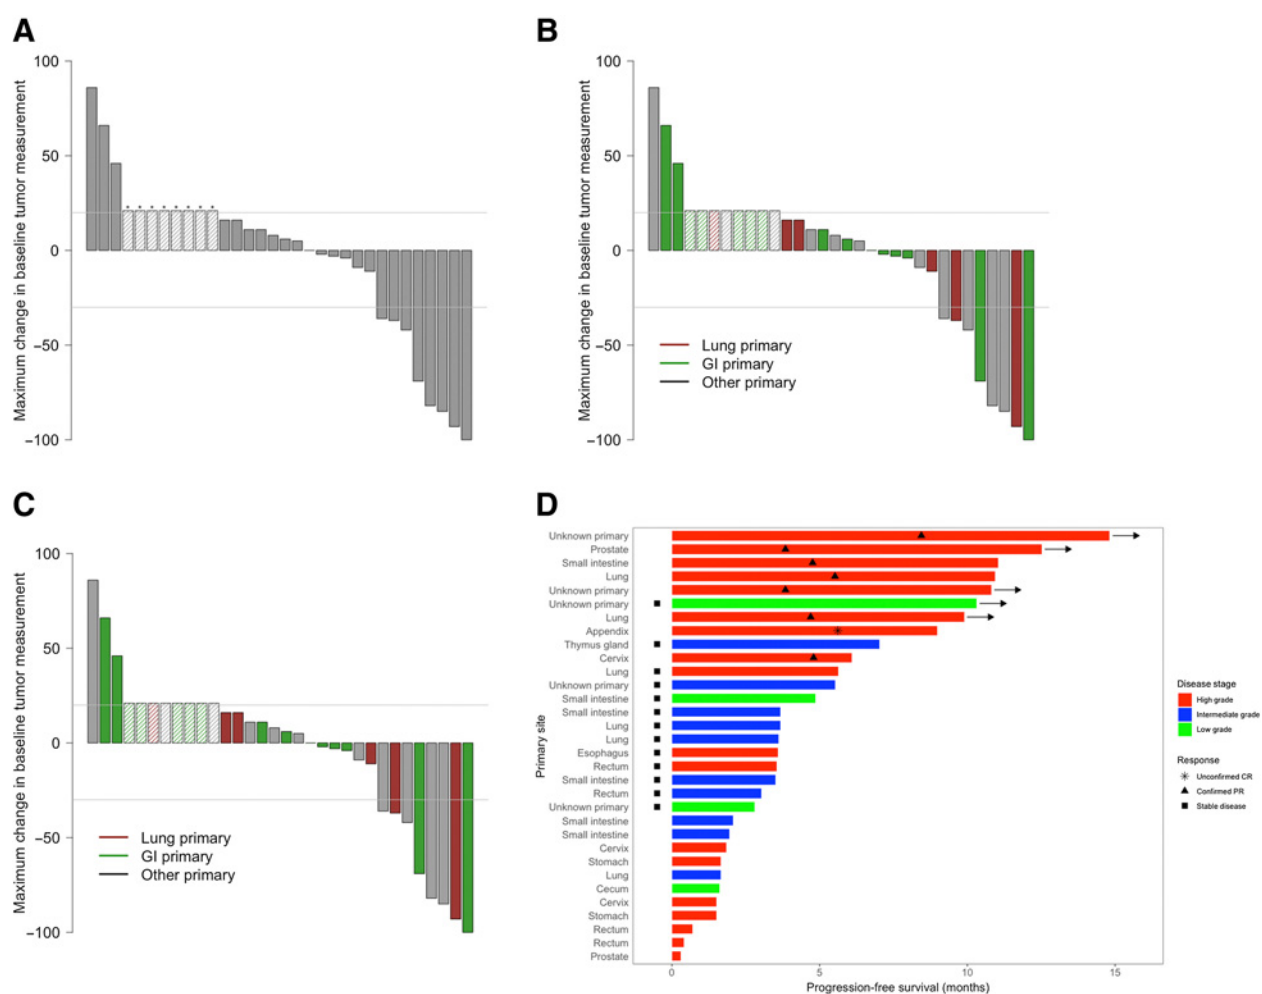 A
Maximum change in baseline tumor measurement
100
50
0
−50
−100
* * * * * * * *
B
Maximum change in baseline tumor measurement
100
50
0
−50
−100
Lung primary
GI primary
Other primary
C
Maximum change in baseline tumor measurement
100
50
0
−50
−100
Lung primary
GI primary
Other primary
D
Primary site
Unknown primary
Prostate
Small intestine
Lung
Unknown primary
Unknown primary
Lung
Appendix
Thymus gland
Cervix
Lung
Unknown primary
Small intestine
Small intestine
Lung
Lung
Esophagus
Rectum
Small intestine
Rectum
Unknown primary
Small intestine
Small intestine
Cervix
Stomach
Lung
Cecum
Cervix
Stomach
Rectum
Rectum
Prostate
0 5 10 15
Progression-free survival (months)
Disease stage
High grade
Intermediate grade
Low grade
Response
Unconfirmed CR
Confirmed PR
Stable disease